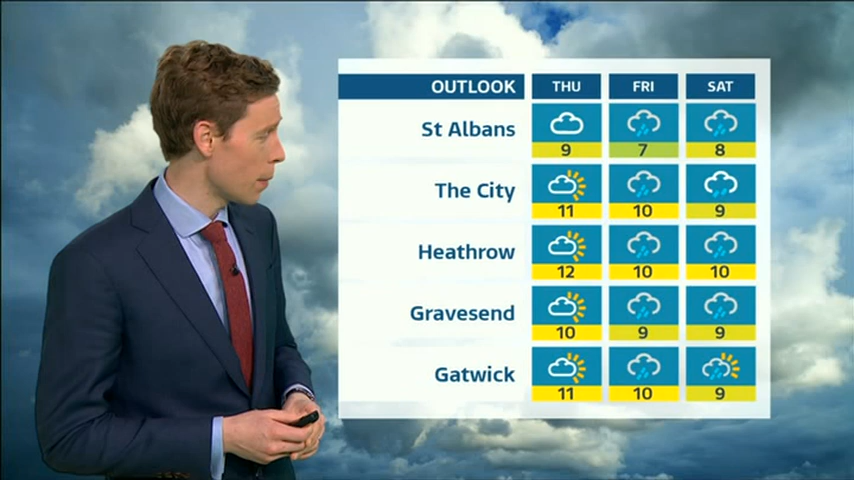 OUTLOOK THU FRI SAT
St Albans 9 7 8
The City 11 10 9
Heathrow 12 10 10
Gravesend 10 9 9
Gatwick 11 10 9